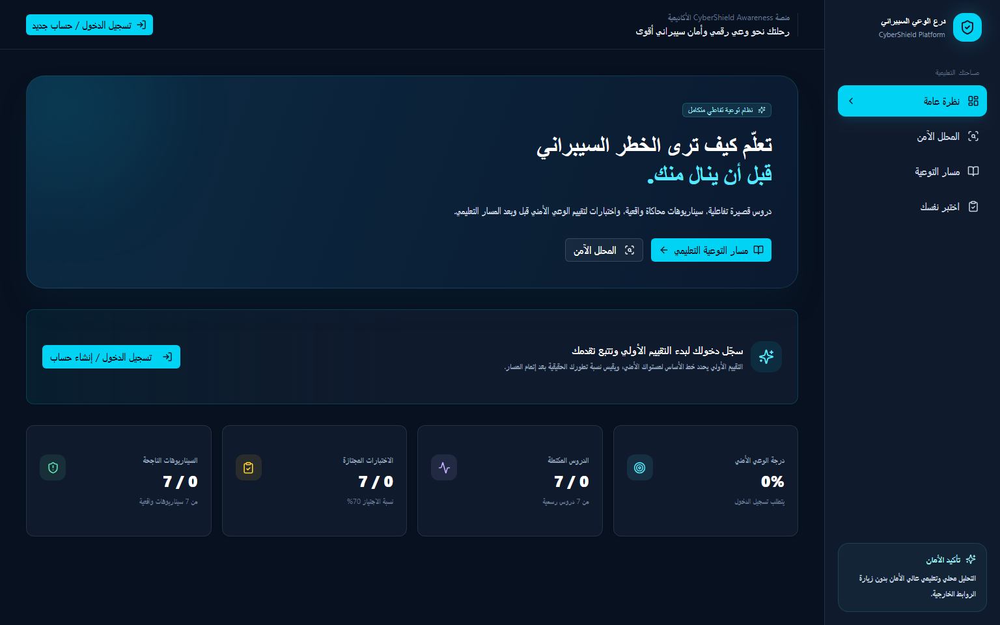 درع الوعي السيبراني
CyberShield Platform
مساحتك التعليمية
نظرة عامة
المحلل الآمن
مسار التوعية
اختبر نفسك
تأكيد الأمان
التحليل محلي وتعليمي عالي الأمان بدون زيارة
الروابط الخارجية.
منصة CyberShield Awareness الأكاديمية
رحلتك نحو وعي رقمي وأمان سيبراني أقوى
تسجيل الدخول / حساب جديد
نظام توعية تفاعلي متكامل
تعلّم كيف ترى الخطر السيبراني
قبل أن ينال منك.
دروس قصيرة تفاعلية، سيناريوهات محاكاة واقعية، واختبارات لتقييم الوعي الأمني قبل وبعد المسار التعليمي.
مسار التوعية التعليمي
المحلل الآمن
سجّل دخولك لبدء التقييم الأولي وتتبع تقدمك
التقييم الأولي يحدد خط الأساس لمستواك الأمني، ويقيس نسبة تطورك الحقيقية بعد إتمام المسار.
تسجيل الدخول / إنشاء حساب
درجة الوعي الأمني
0%
يتطلب تسجيل الدخول
الدروس المكتملة
7 / 0
من 7 دروس رسمية
الاختبارات المجتازة
7 / 0
نسبة الاجتياز 70%
السيناريوهات الناجحة
7 / 0
من 7 سيناريوهات واقعية